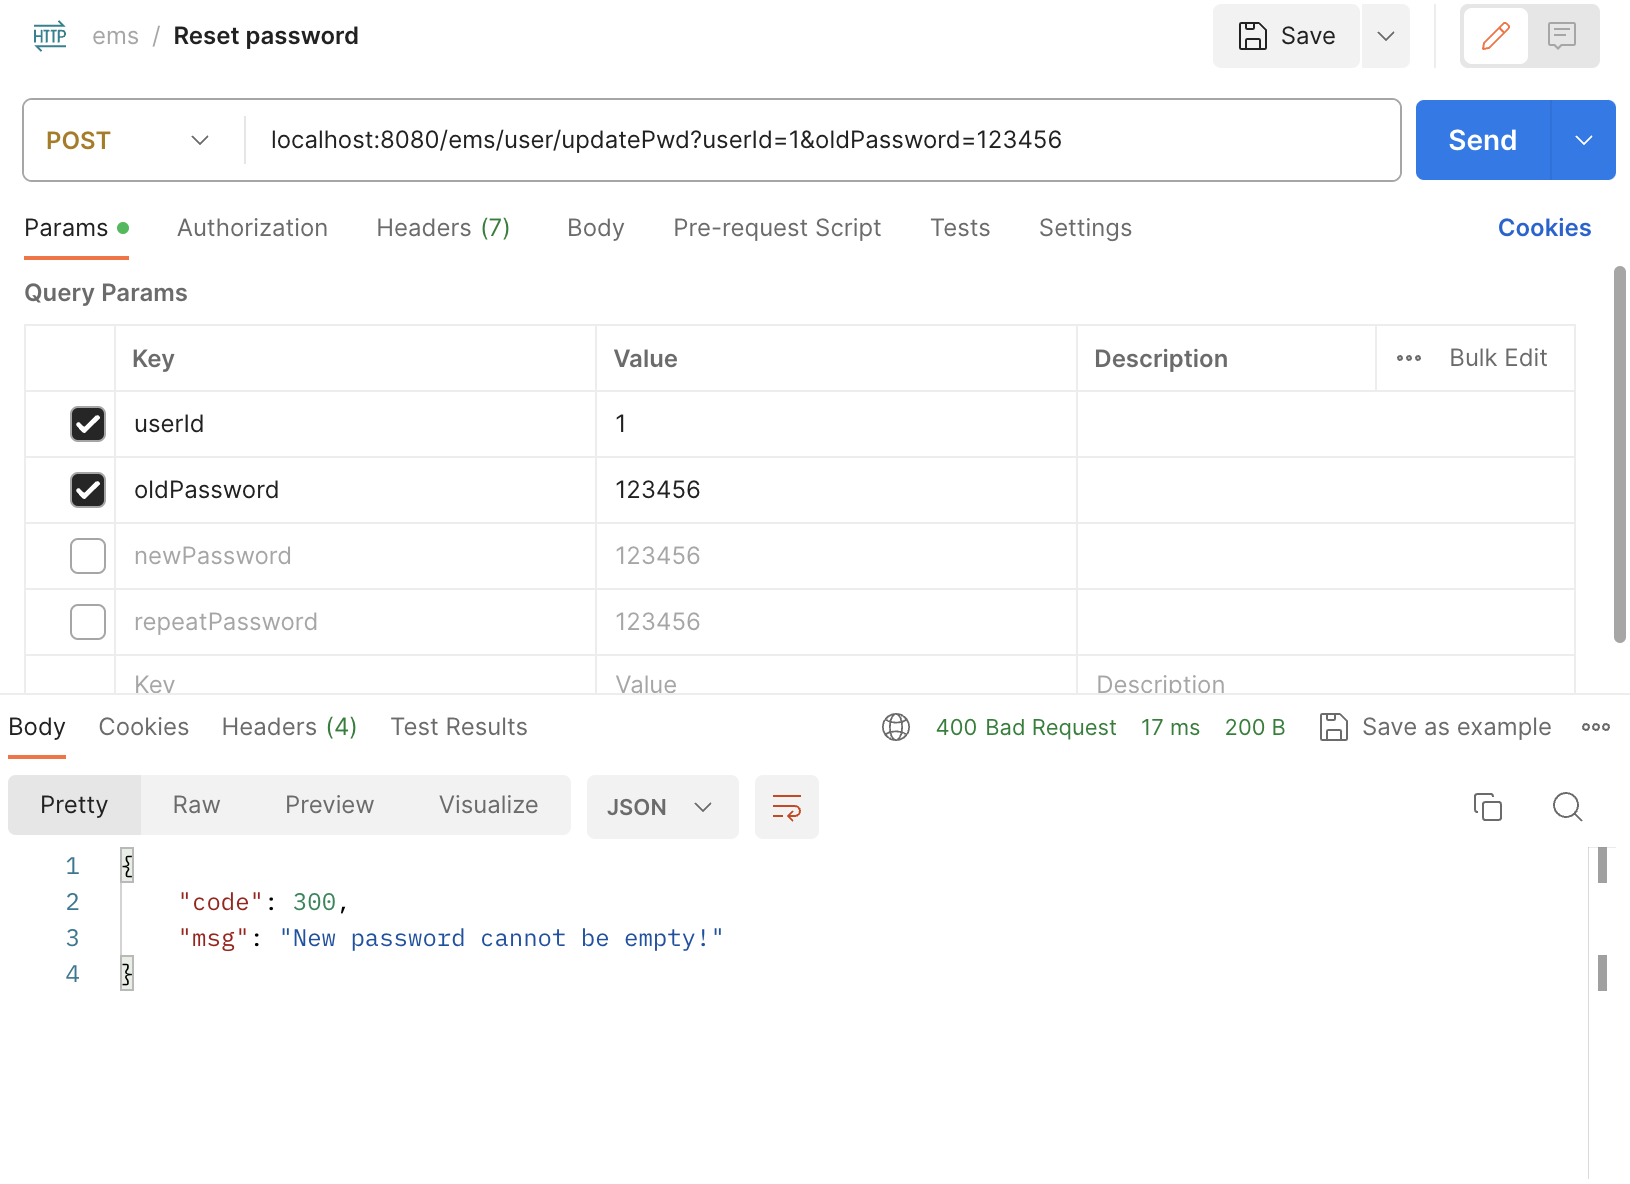 HTTP ems / Reset password Save
POST localhost:8080/ems/user/updatePwd?userId=1&oldPassword=123456 Send
Params Authorization Headers (7) Body Pre-request Script Tests Settings Cookies
Query Params
Key Value Description Bulk Edit
userId 1
oldPassword 123456
newPassword 123456
repeatPassword 123456
Key Value Description
Body Cookies Headers (4) Test Results 400 Bad Request 17 ms 200 B Save as example
Pretty Raw Preview Visualize JSON
1 {
2 "code": 300,
3 "msg": "New password cannot be empty!"
4 }